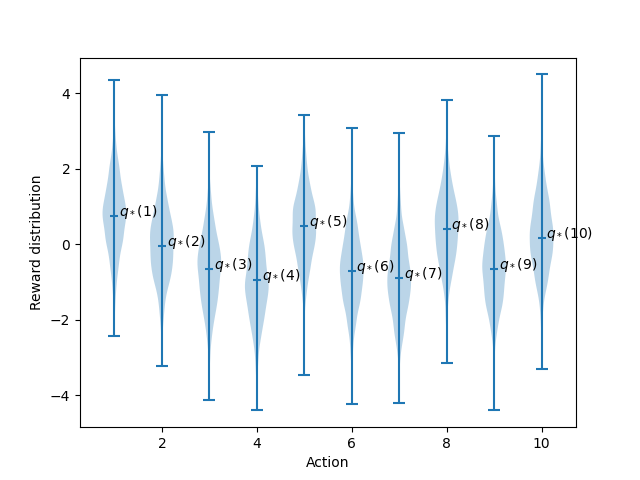 4
2
0
−2
−4
Reward distribution
q*(1)
q*(2)
q*(3)
q*(4)
q*(5)
q*(6)
q*(7)
q*(8)
q*(9)
q*(10)
2
4
6
8
10
Action